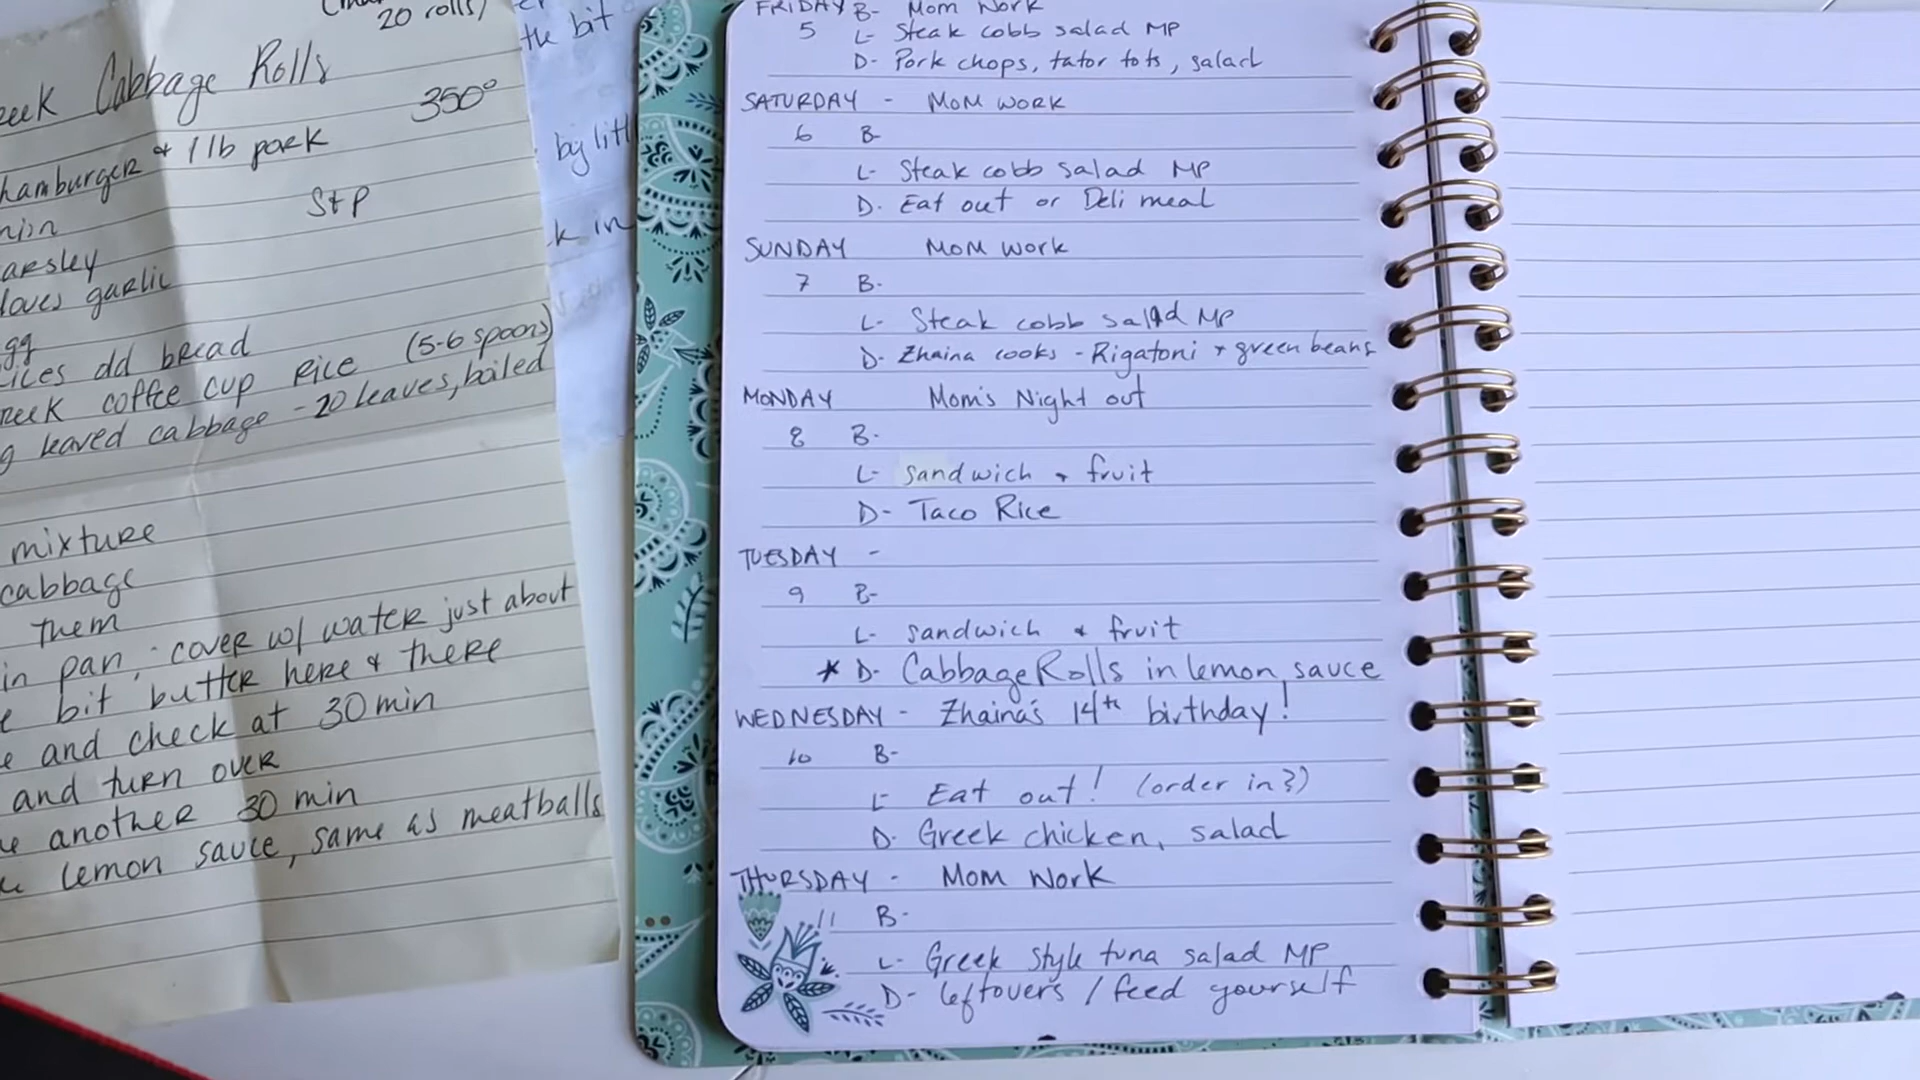 20 rolls)
Cabbage Rolls
350°
hamburger + 1 lb pork
S+P
garlic
old bread
coffee cup Rice (5-6 spoons)
leaved cabbage - 20 leaves, boiled
mixture
cabbage
them
in pan, cover w/ water just about
bit butter here & there
and check at 30 min
and turn over
another 30 min
lemon sauce, same as meatballs
the bit
in
FRIDAY B- Mom Work
5 L- Steak cobb salad MP
D- Pork chops, tator tots, salad
SATURDAY - MOM WORK
6 B-
L- Steak cobb salad MP
D. Eat out or Deli meal
SUNDAY MOM WORK
7 B-
L- Steak cobb salad MP
D- Zhaina cooks - Rigatoni + green beans
MONDAY Mom's Night out
8 B-
L- sandwich + fruit
D- Taco Rice
TUESDAY -
9 B-
L- sandwich & fruit
* D- Cabbage Rolls in lemon sauce
WEDNESDAY - Zhaina's 14th birthday!
10 B-
L- Eat out! (order in?)
D- Greek chicken, salad
THURSDAY - Mom Work
11 B-
L- Greek style tuna salad MP
D- leftovers / feed yourself